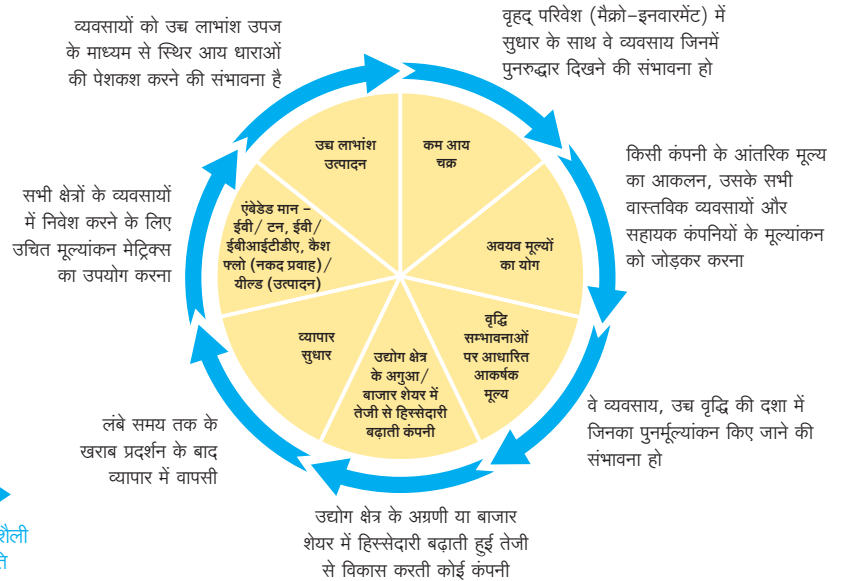 व्यवसायों को उच्च लाभांश उपज
के माध्यम से स्थिर आय धाराओं
की पेशकश करने की संभावना है
वृहद् परिवेश (मैक्रो-इनवारमेंट) में
सुधार के साथ वे व्यवसाय जिनमें
पुनरुद्धार दिखने की संभावना हो
किसी कंपनी के आंतरिक मूल्य
का आकलन, उसके सभी
वास्तविक व्यवसायों और
सहायक कंपनियों के मूल्यांकन
को जोड़कर करना
वे व्यवसाय, उच्च वृद्धि की दशा में
जिनका पुनर्मूल्यांकन किए जाने की
संभावना हो
उद्योग क्षेत्र के अग्रणी या बाजार
शेयर में हिस्सेदारी बढ़ाती हुई तेजी
से विकास करती कोई कंपनी
लंबे समय तक के
खराब प्रदर्शन के बाद
व्यापार में वापसी
सभी क्षेत्रों के व्यवसायों
में निवेश करने के लिए
उचित मूल्यांकन मेट्रिक्स
का उपयोग करना
उच्च लाभांश
उत्पादन
कम आय
चक्र
अवयव मूल्यों
का योग
वृद्धि
सम्भावनाओं
पर आधारित
आकर्षक
मूल्य
उद्योग क्षेत्र
के अगुआ/
बाजार शेयर में
तेजी से हिस्सेदारी
बढ़ाती कंपनी
व्यापार
सुधार
एंबेडेड मान –
ईवी/ टन, ईवी/
ईबीआईटीडीए, कैश
फ्लो (नकद प्रवाह)/
यील्ड (उत्पादन)
शैली